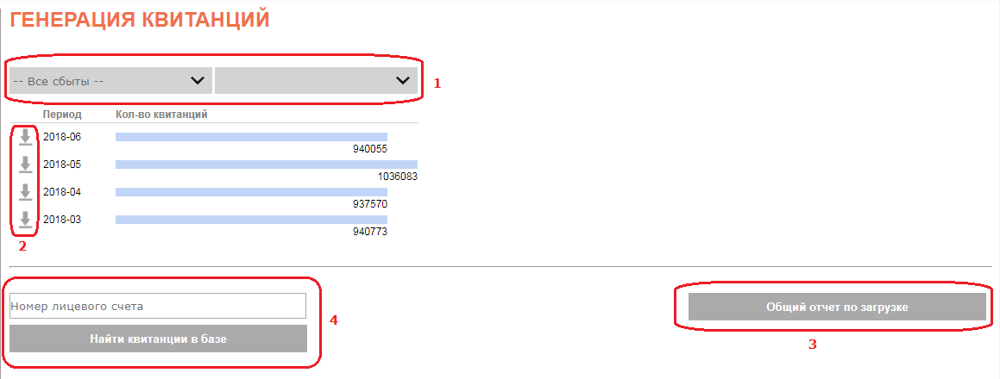 ГЕНЕРАЦИЯ КВИТАНЦИЙ
-- Все сбыты --
1
Период Кол-во квитанций
2018-06
940055
2018-05
1036083
2018-04
937570
2018-03
940773
2
Номер лицевого счета
Найти квитанции в базе
4
Общий отчет по загрузке
3